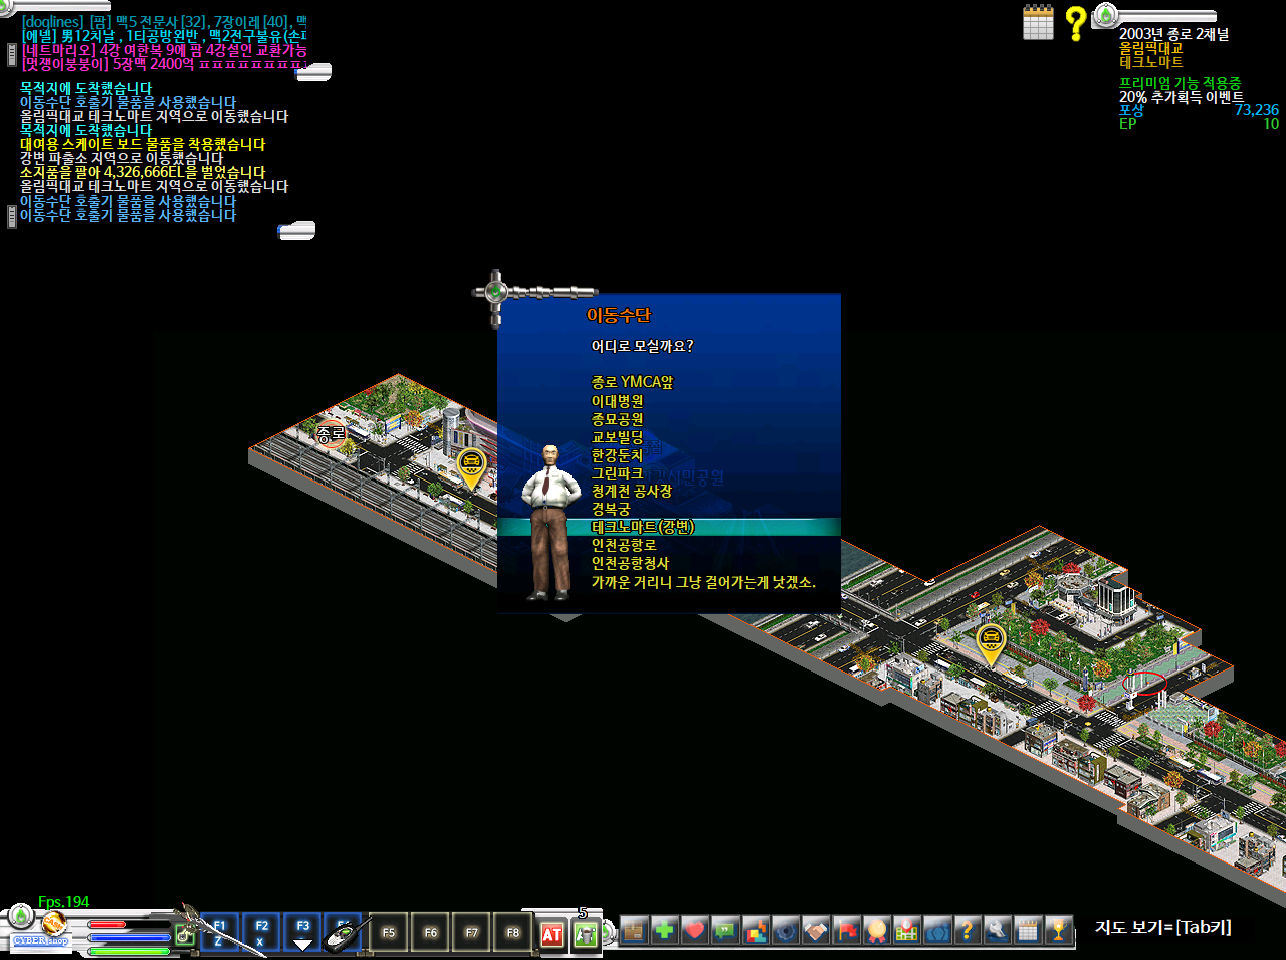 [doglines] [팜] 맥5 전문사 [32], 7장이레 [40], 맥
[에델] 男12치날 , 1티공방왼반 , 맥2전구불유(손파
[네트마리오] 4강 여한복 9에 팜 4강설인 교환가능
[멋쟁이붕붕이] 5장맥 2400억 ㅍㅍㅍㅍㅍㅍㅍㅍ
목적지에 도착했습니다
이동수단 호출기 물품을 사용했습니다
올림픽대교 테크노마트 지역으로 이동했습니다
목적지에 도착했습니다
대여용 스케이트 보드 물품을 착용했습니다
강변 파출소 지역으로 이동했습니다
소지품을 팔아 4,326,666EL을 벌었습니다
올림픽대교 테크노마트 지역으로 이동했습니다
이동수단 호출기 물품을 사용했습니다
이동수단 호출기 물품을 사용했습니다
2003년 종로 2채널
올림픽대교
테크노마트
프리미엄 기능 적용중
20% 추가획득 이벤트
포상 73,236
EP 10
이동수단
어디로 모실까요?
종로 YMCA앞
이대병원
종묘공원
교보빌딩
한강둔치
그린파크
청계천 공사장
경복궁
테크노마트(강변)
인천공항로
인천공항청사
가까운 거리니 그냥 걸어가는게 낫겠소.
종로
Fps.194
CYBER shop
F1 F2 F3 F4 F5 F6 F7 F8
Z X
AT
5
지도 보기=[Tab키]